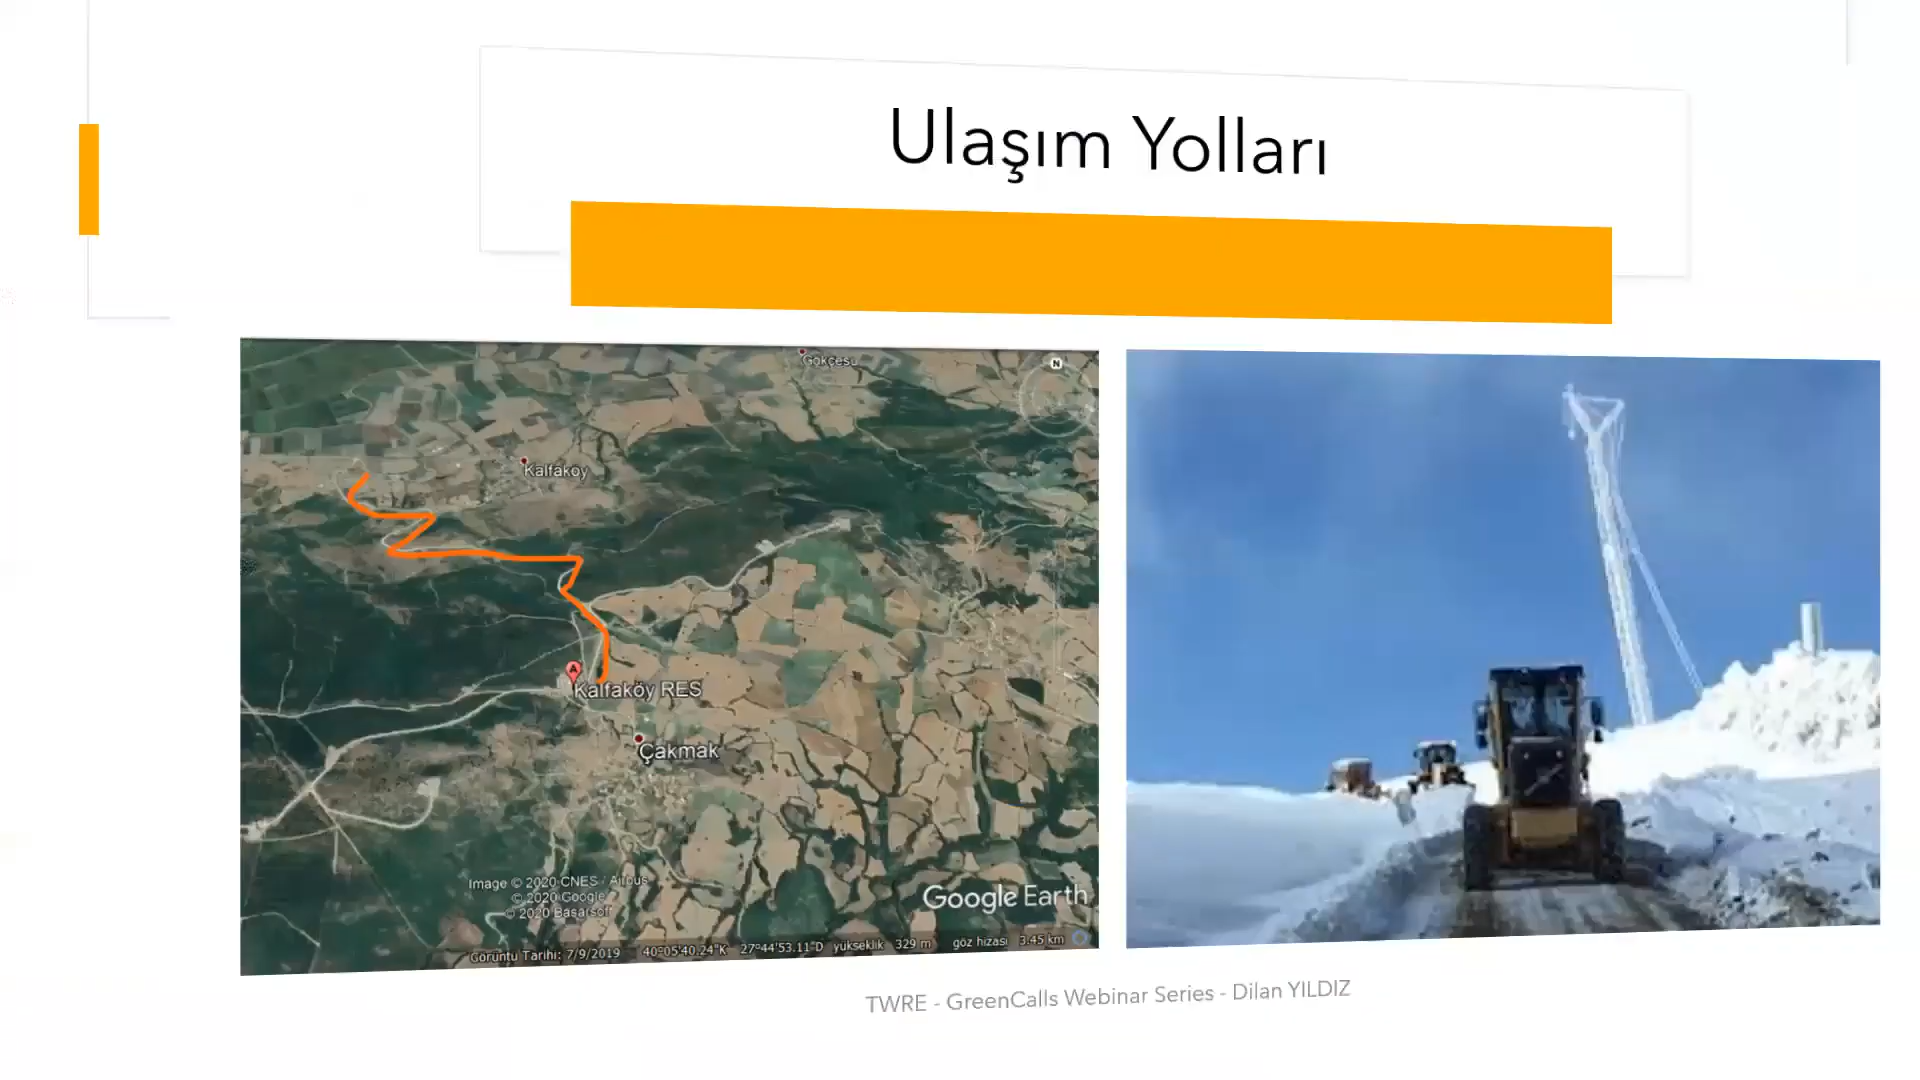 Ulaşım Yolları
Gökçesu
N
Kalfaköy
A
Kalfaköy RES
Çakmak
Image © 2020 CNES / Airbus
© 2020 Google
© 2020 Basarsoft
Google Earth
Görüntü Tarihi: 7/9/2019 40°05'40.24"K 27°44'53.11"D yükseklik 329 m göz hizası 3.45 km
TWRE - GreenCalls Webinar Series - Dilan YILDIZ